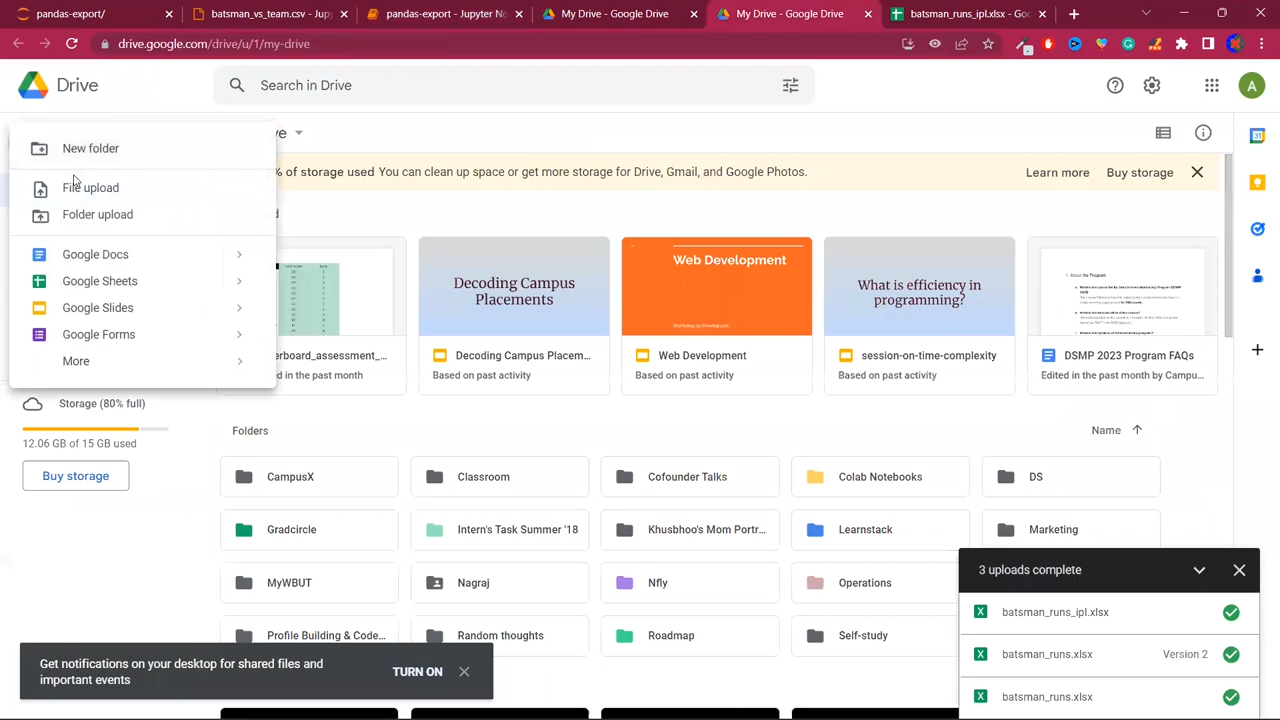 pandas-export/
batsman_vs_team.csv - Jupy
pandas-export - Jupyter No
My Drive - Google Drive
My Drive - Google Drive
batsman_runs_ipl.xlsx - Goo
drive.google.com/drive/u/1/my-drive
Drive
Search in Drive
A
New folder
File upload
Folder upload
Google Docs
Google Sheets
Google Slides
Google Forms
More
Storage (80% full)
12.06 GB of 15 GB used
Buy storage
% of storage used You can clean up space or get more storage for Drive, Gmail, and Google Photos.
Learn more
Buy storage
Decoding Campus
Placements
Web Development
What is efficiency in
programming?
erboard_assessment_...
ed in the past month
Decoding Campus Placem...
Based on past activity
Web Development
Based on past activity
session-on-time-complexity
Based on past activity
DSMP 2023 Program FAQs
Edited in the past month by Campu...
Folders
Name
CampusX
Classroom
Cofounder Talks
Colab Notebooks
DS
Gradcircle
Intern's Task Summer '18
Khusbhoo's Mom Portr...
Learnstack
Marketing
MyWBUT
Nagraj
Nfly
Operations
Profile Building & Code...
Random thoughts
Roadmap
Self-study
3 uploads complete
batsman_runs_ipl.xlsx
batsman_runs.xlsx
Version 2
batsman_runs.xlsx
Get notifications on your desktop for shared files and
important events
TURN ON